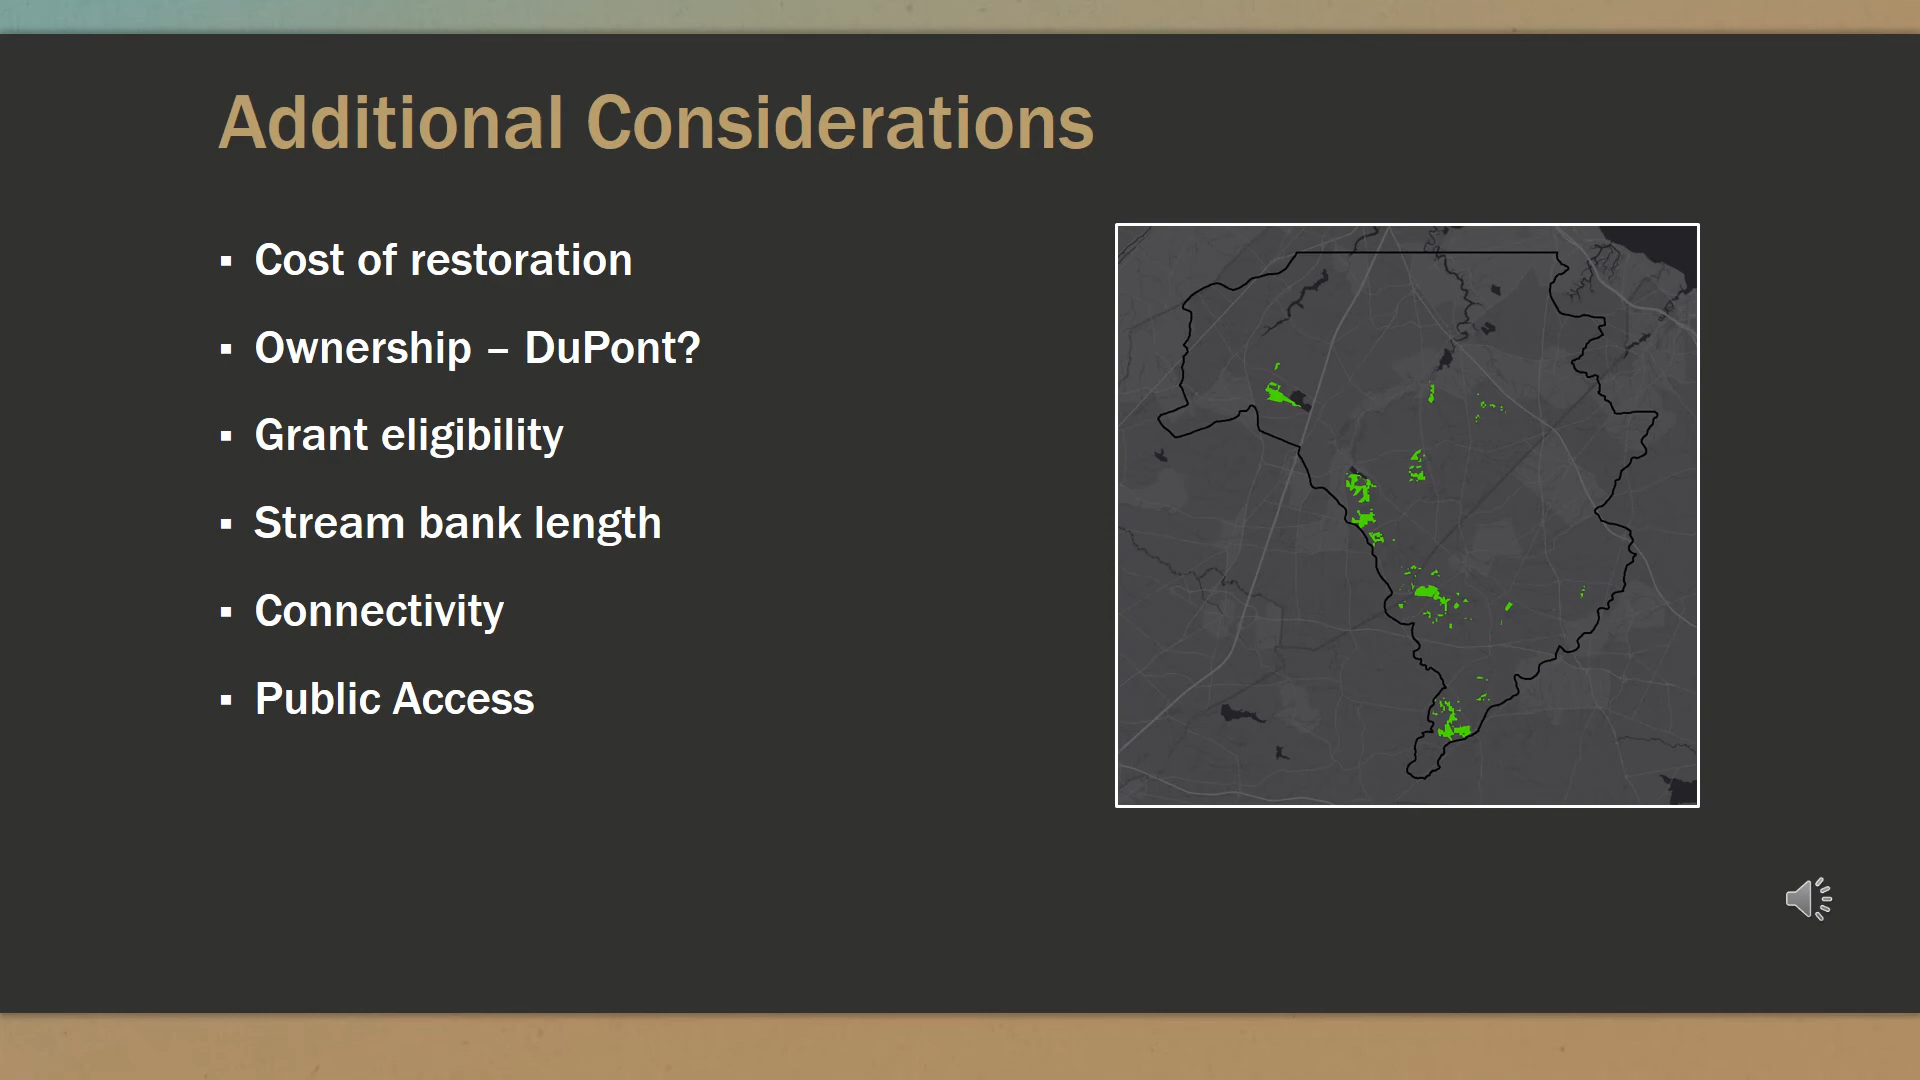 Additional Considerations
▪ Cost of restoration
▪ Ownership – DuPont?
▪ Grant eligibility
▪ Stream bank length
▪ Connectivity
▪ Public Access